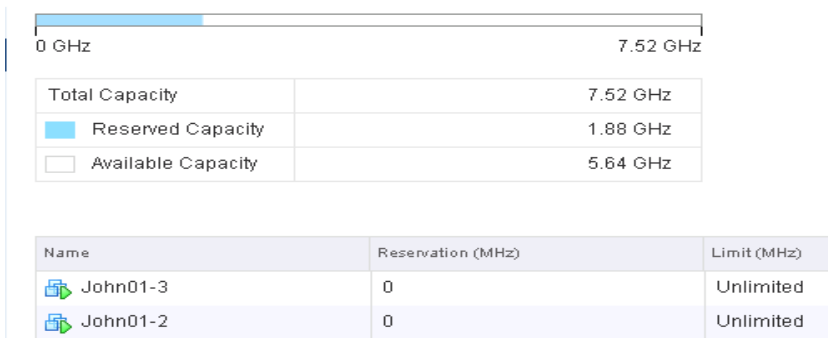 0 GHz 7.52 GHz
Total Capacity 7.52 GHz
Reserved Capacity 1.88 GHz
Available Capacity 5.64 GHz
Name Reservation (MHz) Limit (MHz)
John01-3 0 Unlimited
John01-2 0 Unlimited